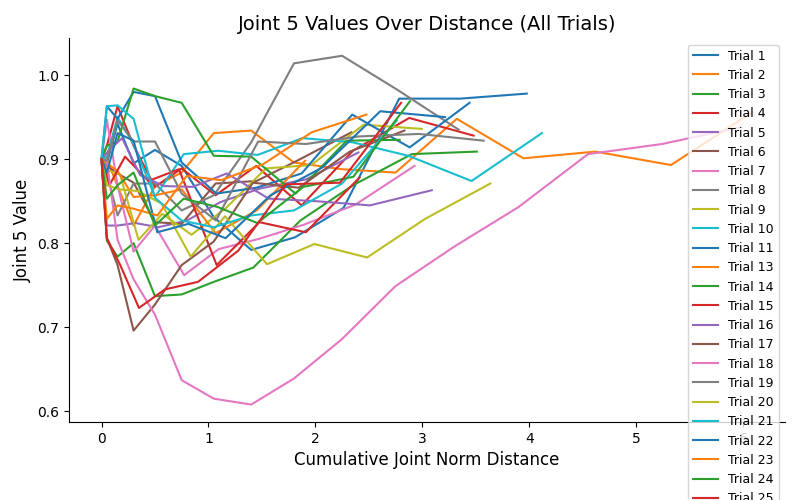 Joint 5 Values Over Distance (All Trials)
Joint 5 Value
1.0
0.9
0.8
0.7
0.6
0
1
2
3
4
5
Cumulative Joint Norm Distance
Trial 1
Trial 2
Trial 3
Trial 4
Trial 5
Trial 6
Trial 7
Trial 8
Trial 9
Trial 10
Trial 11
Trial 13
Trial 14
Trial 15
Trial 16
Trial 17
Trial 18
Trial 19
Trial 20
Trial 21
Trial 22
Trial 23
Trial 24
Trial 25